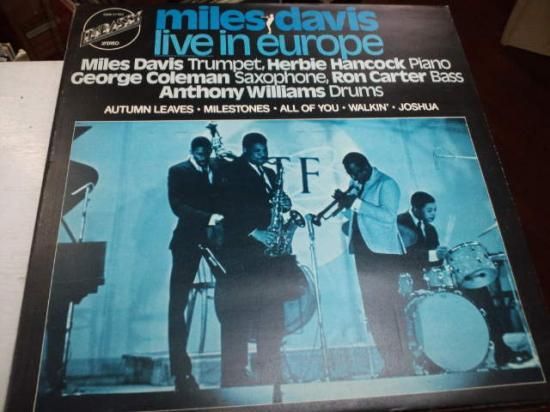 EMBASSY
STEREO
miles davis
live in europe
Miles Davis Trumpet, Herbie Hancock Piano
George Coleman Saxophone, Ron Carter Bass
Anthony Williams Drums
AUTUMN LEAVES • MILESTONES • ALL OF YOU • WALKIN' • JOSHUA
TF